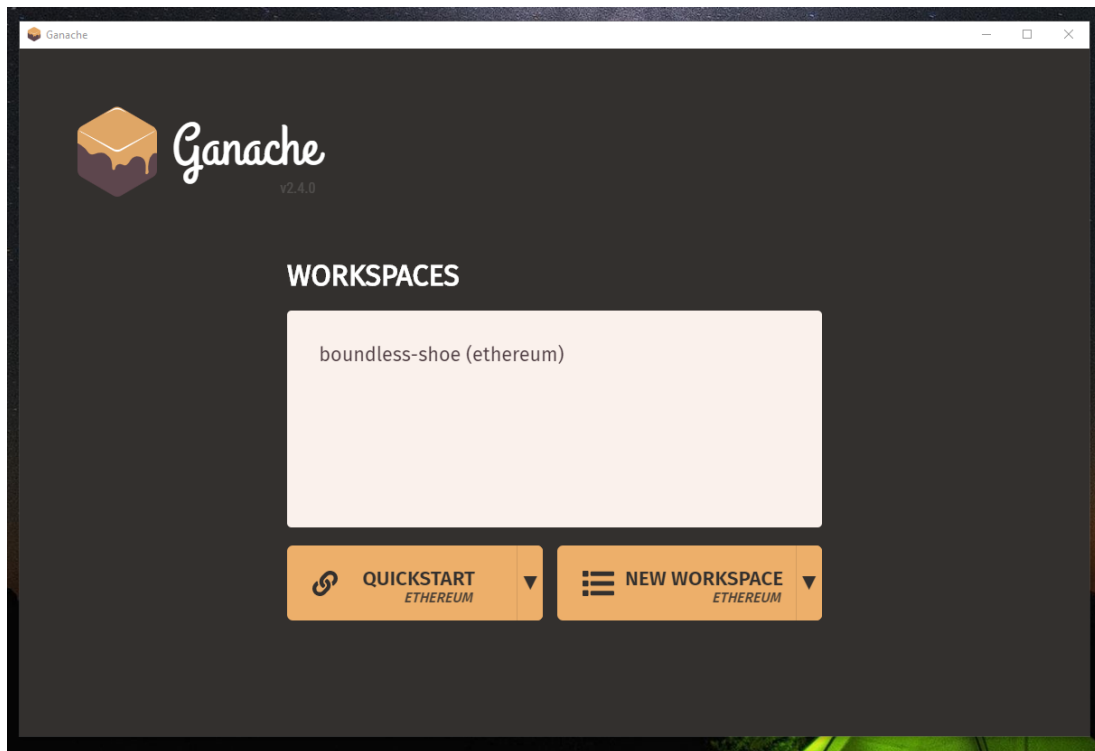 Ganache
Ganache
v2.4.0
WORKSPACES
boundless-shoe (ethereum)
QUICKSTART
ETHEREUM
NEW WORKSPACE
ETHEREUM